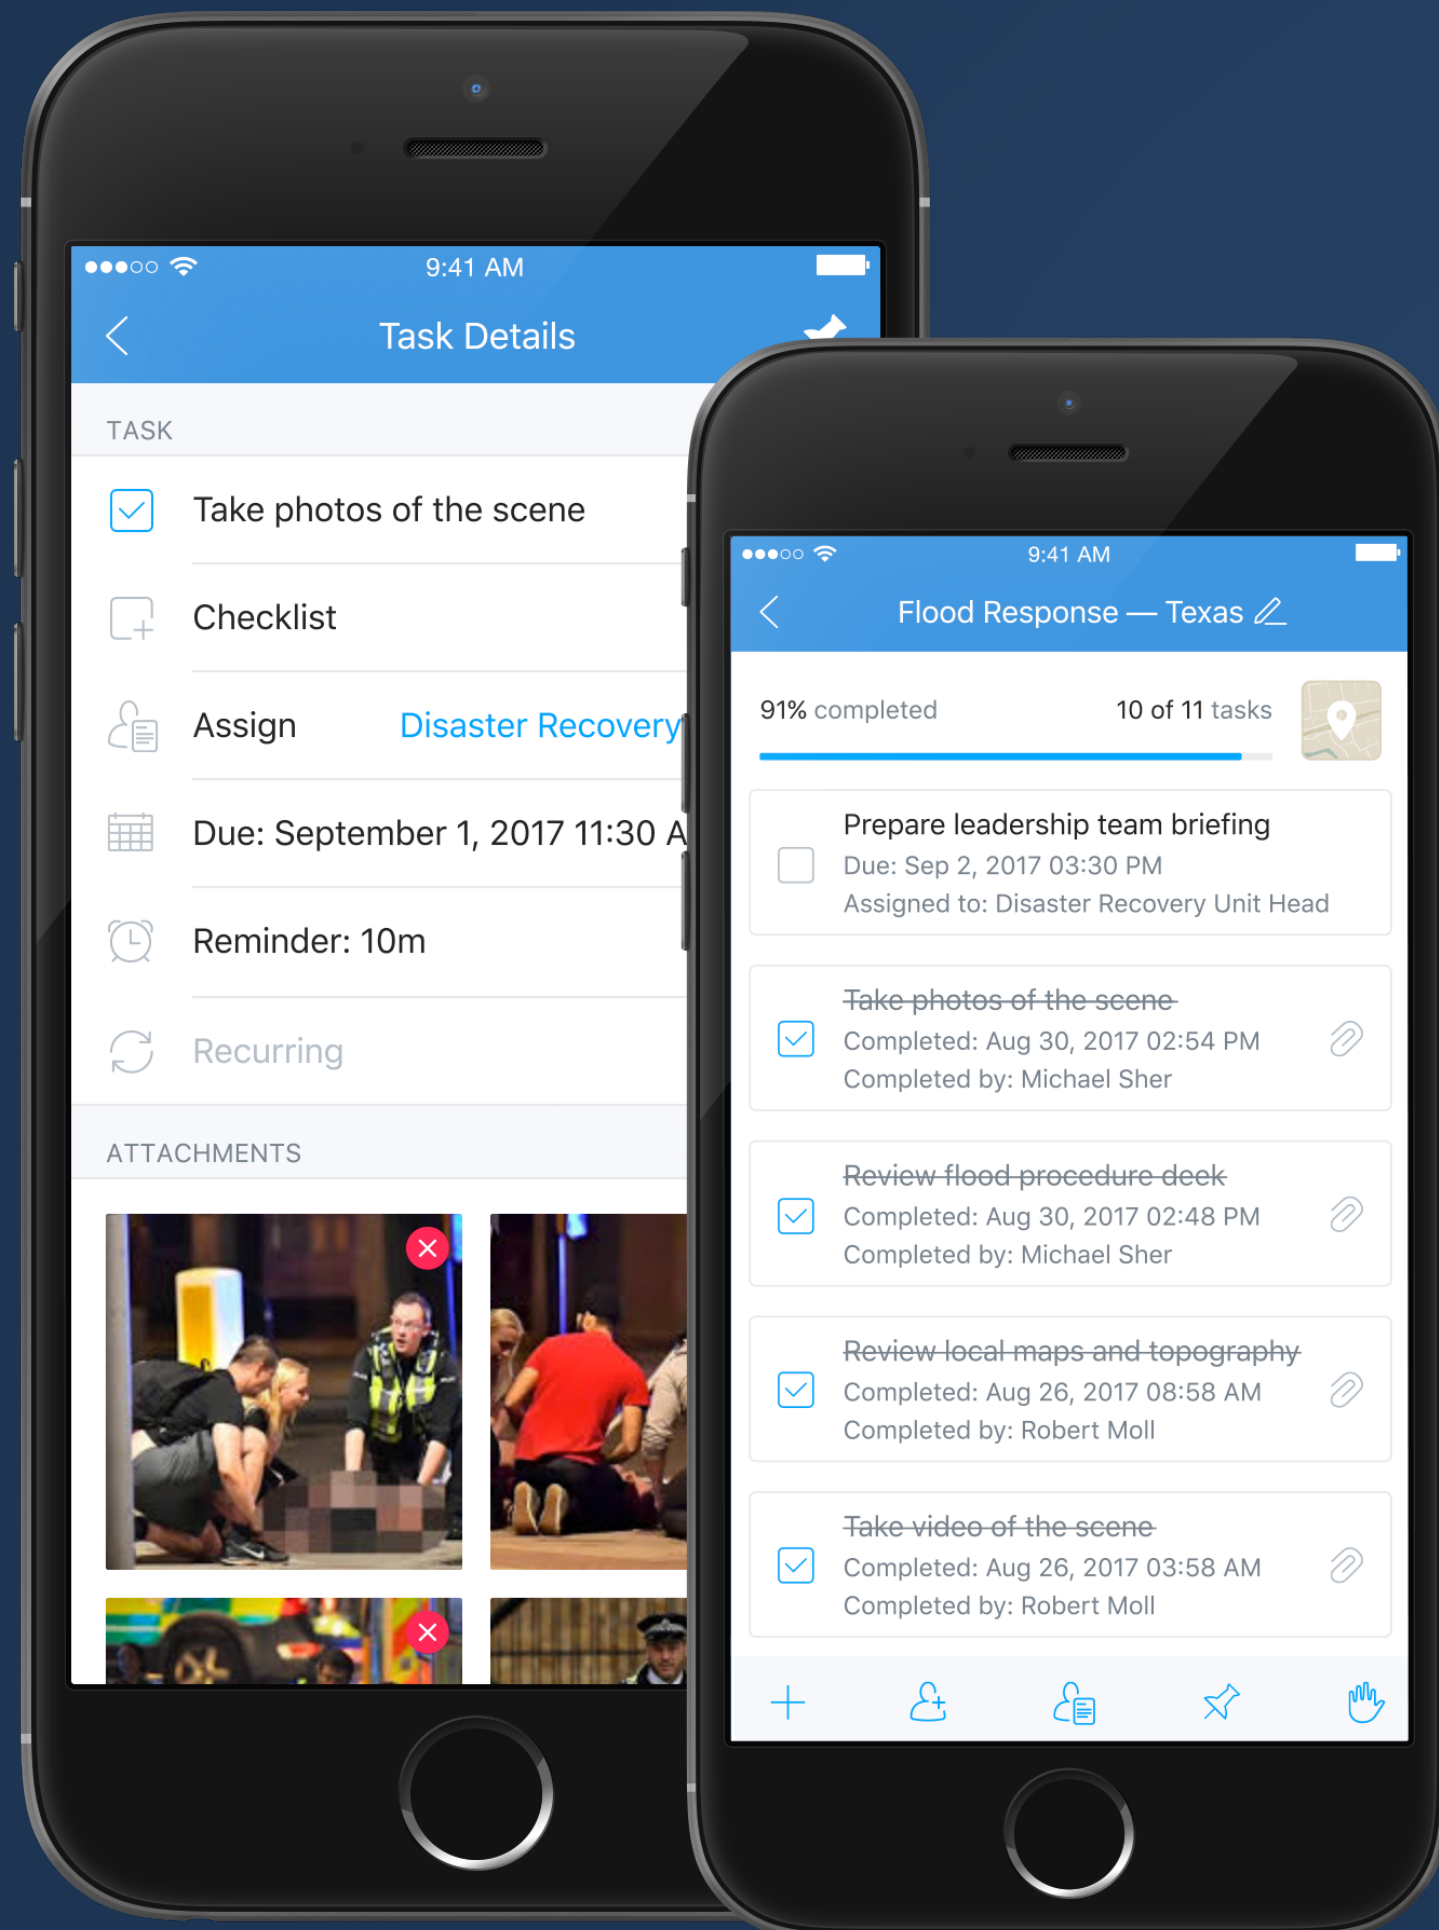 9:41 AM
Task Details
TASK
Take photos of the scene
Checklist
Assign Disaster Recovery
Due: September 1, 2017 11:30 A
Reminder: 10m
Recurring
ATTACHMENTS
9:41 AM
Flood Response — Texas
91% completed 10 of 11 tasks
Prepare leadership team briefing
Due: Sep 2, 2017 03:30 PM
Assigned to: Disaster Recovery Unit Head
Take photos of the scene
Completed: Aug 30, 2017 02:54 PM
Completed by: Michael Sher
Review flood procedure deek
Completed: Aug 30, 2017 02:48 PM
Completed by: Michael Sher
Review local maps and topography
Completed: Aug 26, 2017 08:58 AM
Completed by: Robert Moll
Take video of the scene
Completed: Aug 26, 2017 03:58 AM
Completed by: Robert Moll